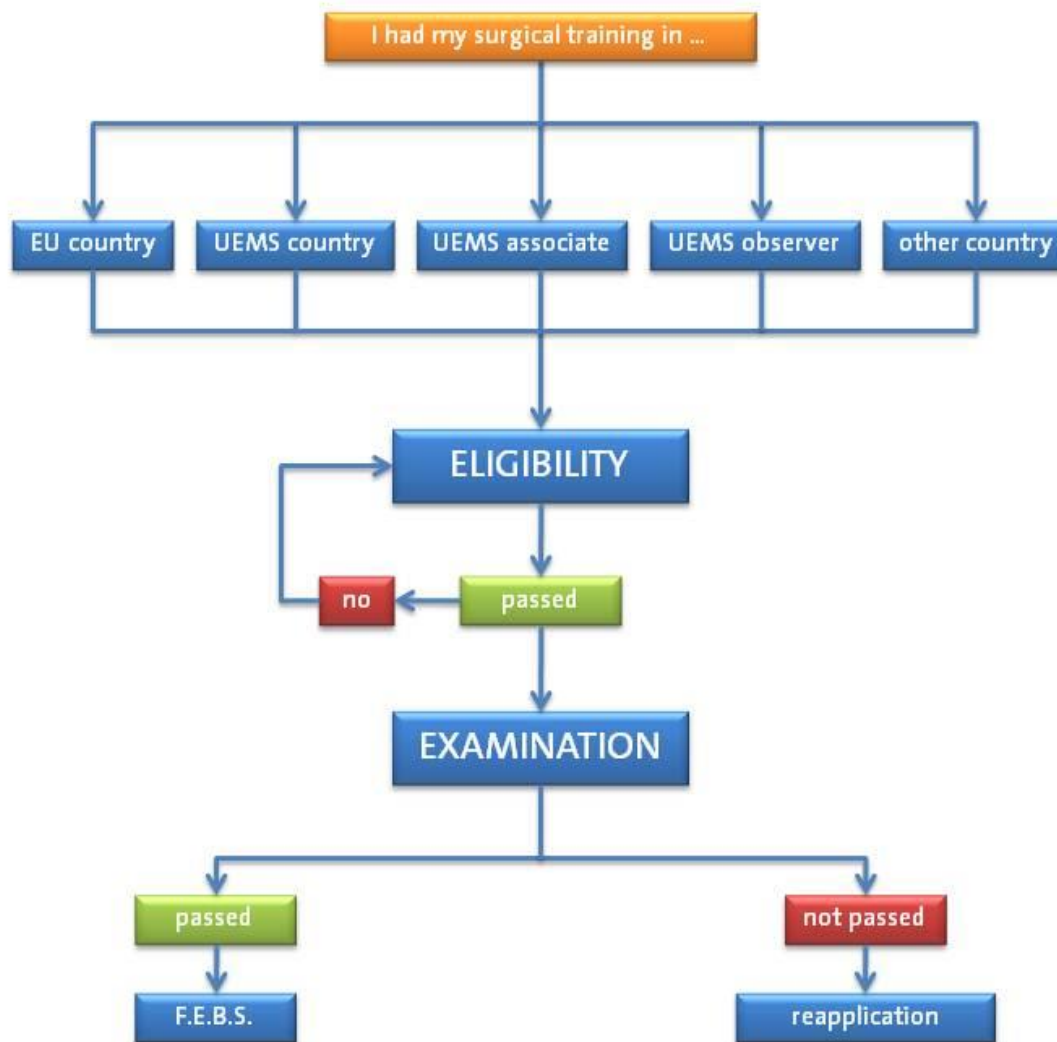 I had my surgical training in ...
EU country
UEMS country
UEMS associate
UEMS observer
other country
ELIGIBILITY
no
passed
EXAMINATION
passed
not passed
F.E.B.S.
reapplication